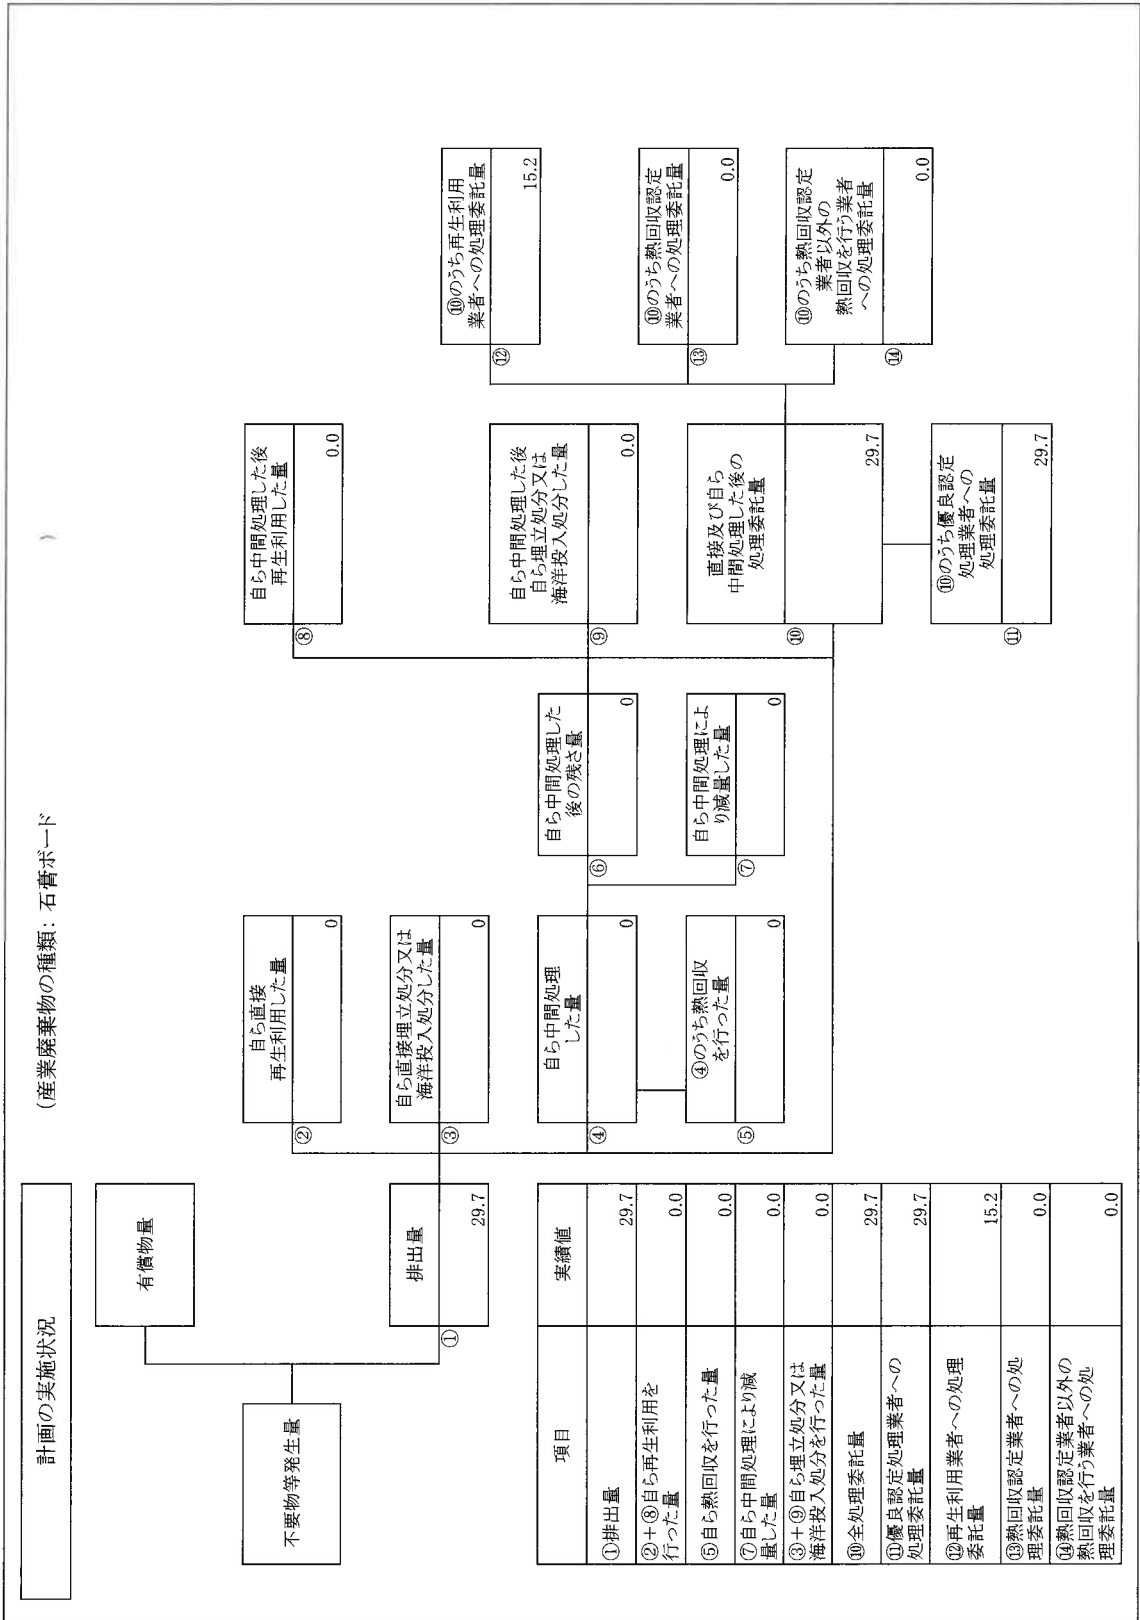 計画の実施状況
(産業廃棄物の種類: 石膏ボード
不要物等発生量
有償物量
排出量
①
29.7
自ら直接
再生利用した量
②
0
自ら直接埋立処分又は
海洋投入処分した量
③
0
自ら中間処理
した量
④
0
④のうち熱回収
を行った量
⑤
0
自ら中間処理した
後の残さ量
⑥
0
自ら中間処理によ
り減量した量
⑦
0
自ら中間処理した後
再生利用した量
⑧
0.0
自ら中間処理した後
自ら埋立処分又は
海洋投入処分した量
⑨
0.0
直接及び自ら
中間処理した後の
処理委託量
⑩
29.7
⑩のうち優良認定
処理業者への
処理委託量
⑪
29.7
⑩のうち再生利用
業者への処理委託量
⑫
15.2
⑩のうち熱回収認定
業者への処理委託量
⑬
0.0
⑩のうち熱回収認定
業者以外の
熱回収を行う業者
への処理委託量
⑭
0.0
項目 実績値
①排出量 29.7
②+⑧自ら再生利用を
行った量 0.0
⑤自ら熱回収を行った量 0.0
⑦自ら中間処理により減
量した量 0.0
③+⑨自ら埋立処分又は
海洋投入処分を行った量 0.0
⑩全処理委託量 29.7
⑪優良認定処理業者への
処理委託量 29.7
⑫再生利用業者への処理
委託量 15.2
⑬熱回収認定業者への処
理委託量 0.0
⑭熱回収認定業者以外の
熱回収を行う業者への処
理委託量 0.0